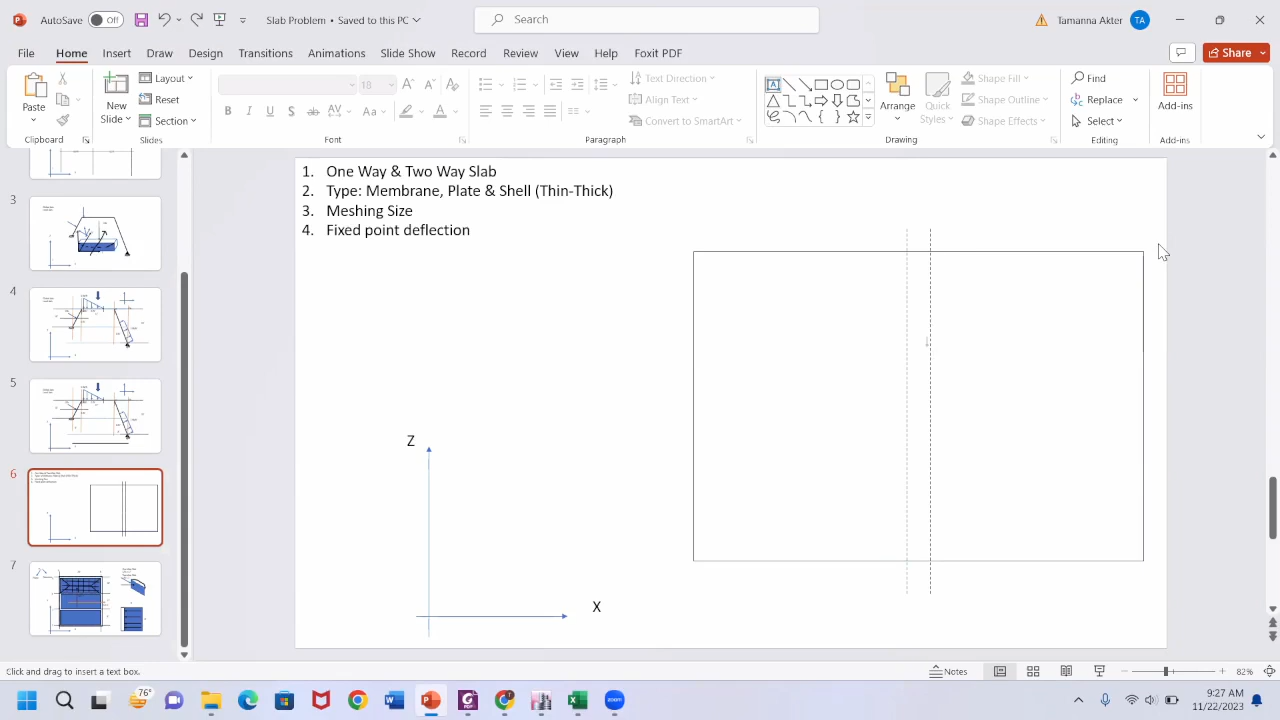 AutoSave Off
Slab Problem • Saved to this PC
Search
Tamanna Akter TA
File Home Insert Draw Design Transitions Animations Slide Show Record Review View Help Foxit PDF
Share
Paste
New
Slide
Layout
Reset
Section
18
B I U S ab AV Aa A
Text Direction
Align Text
Convert to SmartArt
Arrange
Quick
Styles
Shape Fill
Shape Outline
Shape Effects
Find
Replace
Select
Add-ins
Clipboard Slides Font Paragraph Drawing Editing Add-ins
1. One Way & Two Way Slab
2. Type: Membrane, Plate & Shell (Thin-Thick)
3. Meshing Size
4. Fixed point deflection
Z
X
3
4
5
6
7
Click and drag to insert a text box.
Notes
82%
76°
zoom
9:27 AM
11/22/2023